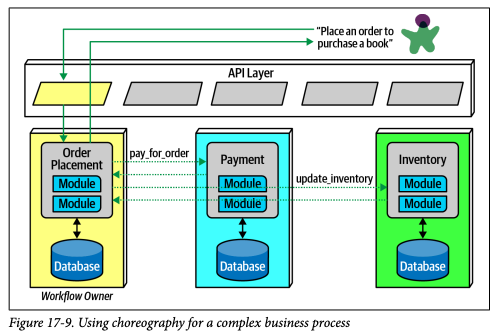 "Place an order to
purchase a book"
API Layer
Order
Placement
Module
Module
Database
Workflow Owner
pay_for_order
Payment
Module
Module
Database
update_inventory
Inventory
Module
Module
Database
Figure 17-9. Using choreography for a complex business process